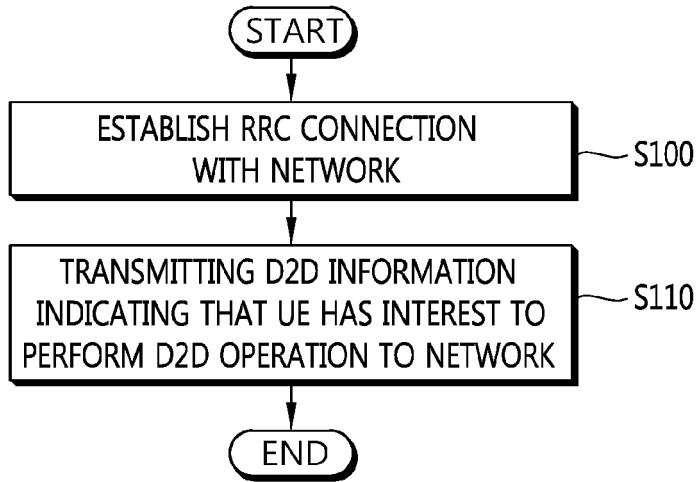 START
ESTABLISH RRC CONNECTION
WITH NETWORK
S100
TRANSMITTING D2D INFORMATION
INDICATING THAT UE HAS INTEREST TO
PERFORM D2D OPERATION TO NETWORK
S110
END